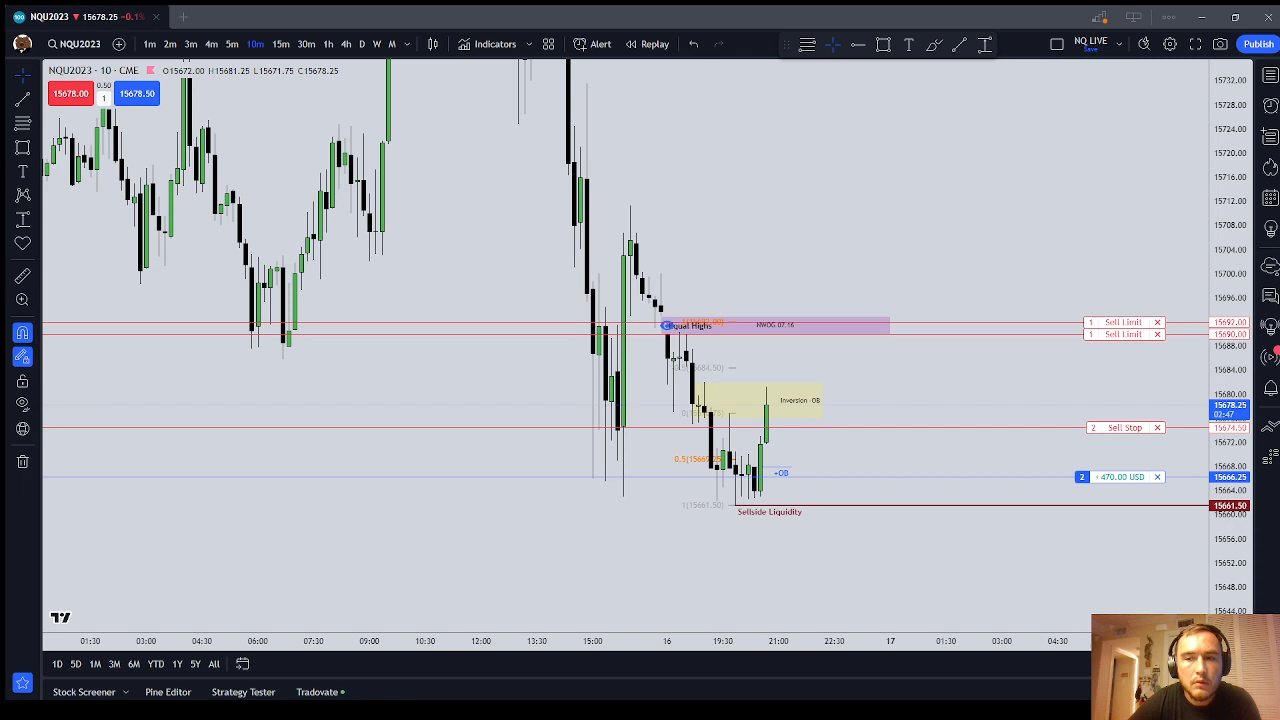 NQU2023 ▼ 15678.25 −0.1%
NQU2023 1m 2m 3m 4m 5m 10m 15m 30m 1h 4h D W M Indicators Alert Replay NQ LIVE Save Publish
NQU2023 · 10 · CME O15672.00 H15681.25 L15671.75 C15678.25
15678.00 0.50 1 15678.50
15732.00
15728.00
15724.00
15720.00
15716.00
15712.00
15708.00
15704.00
15700.00
15696.00
1 Sell Limit 15692.00
Equal Highs NWOG 07.16
1 Sell Limit 15690.00
15688.00
0.5(15684.50) 15684.00
15680.00
Inversion -OB
15678.25
02:47
2 Sell Stop 15674.50
15672.00
0.5(15669.25) 15668.00
+OB
2 +470.00 USD 15666.25
15664.00
1(15661.50) 15661.50
Sellside Liquidity 15660.00
15656.00
15652.00
15648.00
15644.00
01:30 03:00 04:30 06:00 07:30 09:00 10:30 12:00 13:30 15:00 16 19:30 21:00 22:30 17 01:30 03:00 04:30
1D 5D 1M 3M 6M YTD 1Y 5Y All
Stock Screener Pine Editor Strategy Tester Tradovate